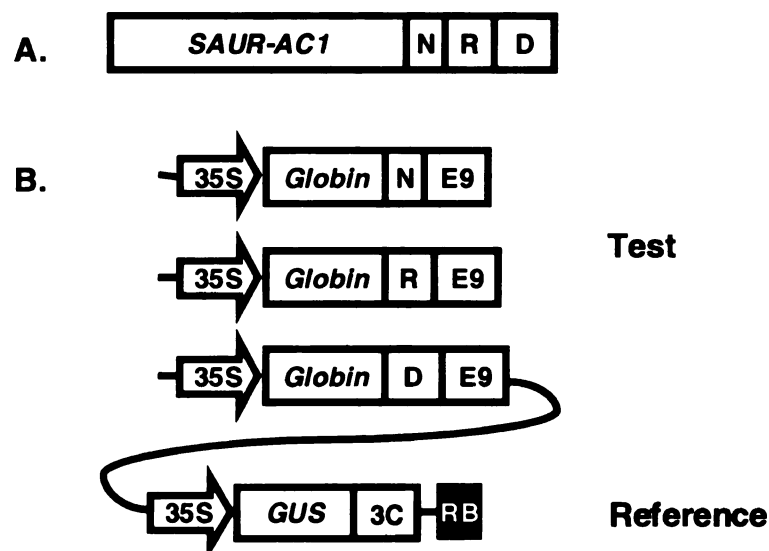 A. SAUR-AC1 N R D
B. 35S Globin N E9
Test
35S Globin R E9
35S Globin D E9
35S GUS 3C RB Reference